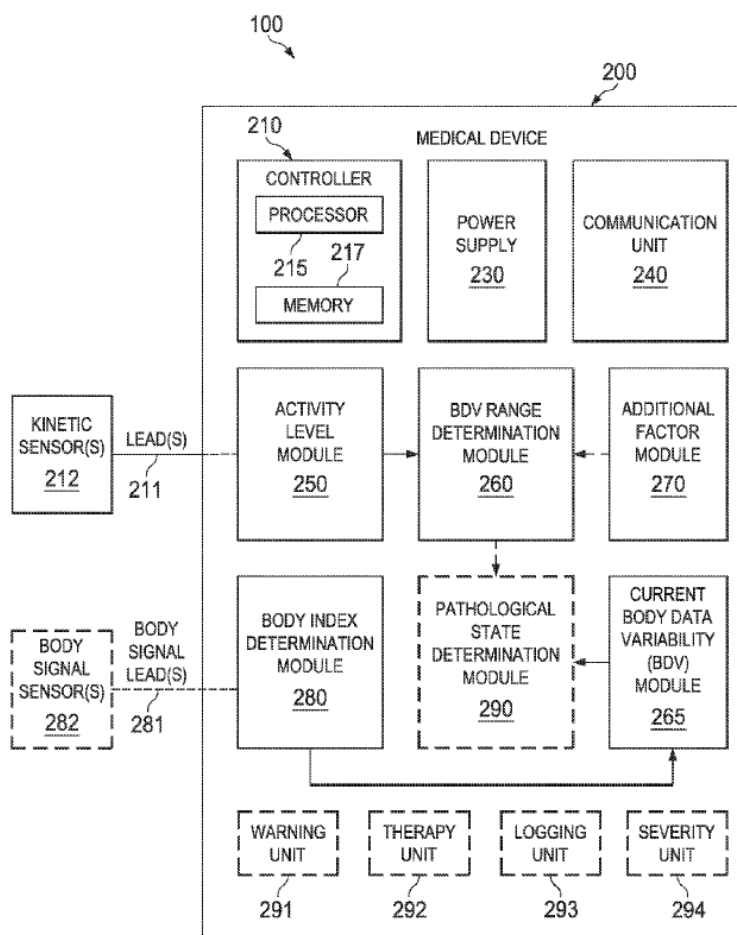 100
200
210
MEDICAL DEVICE
CONTROLLER
PROCESSOR
215
217
MEMORY
POWER
SUPPLY
230
COMMUNICATION
UNIT
240
KINETIC
SENSOR(S)
212
LEAD(S)
211
ACTIVITY
LEVEL
MODULE
250
BDV RANGE
DETERMINATION
MODULE
260
ADDITIONAL
FACTOR
MODULE
270
BODY
SIGNAL
SENSOR(S)
282
BODY
SIGNAL
LEAD(S)
281
BODY INDEX
DETERMINATION
MODULE
280
PATHOLOGICAL
STATE
DETERMINATION
MODULE
290
CURRENT
BODY DATA
VARIABILITY
(BDV)
MODULE
265
WARNING
UNIT
291
THERAPY
UNIT
292
LOGGING
UNIT
293
SEVERITY
UNIT
294